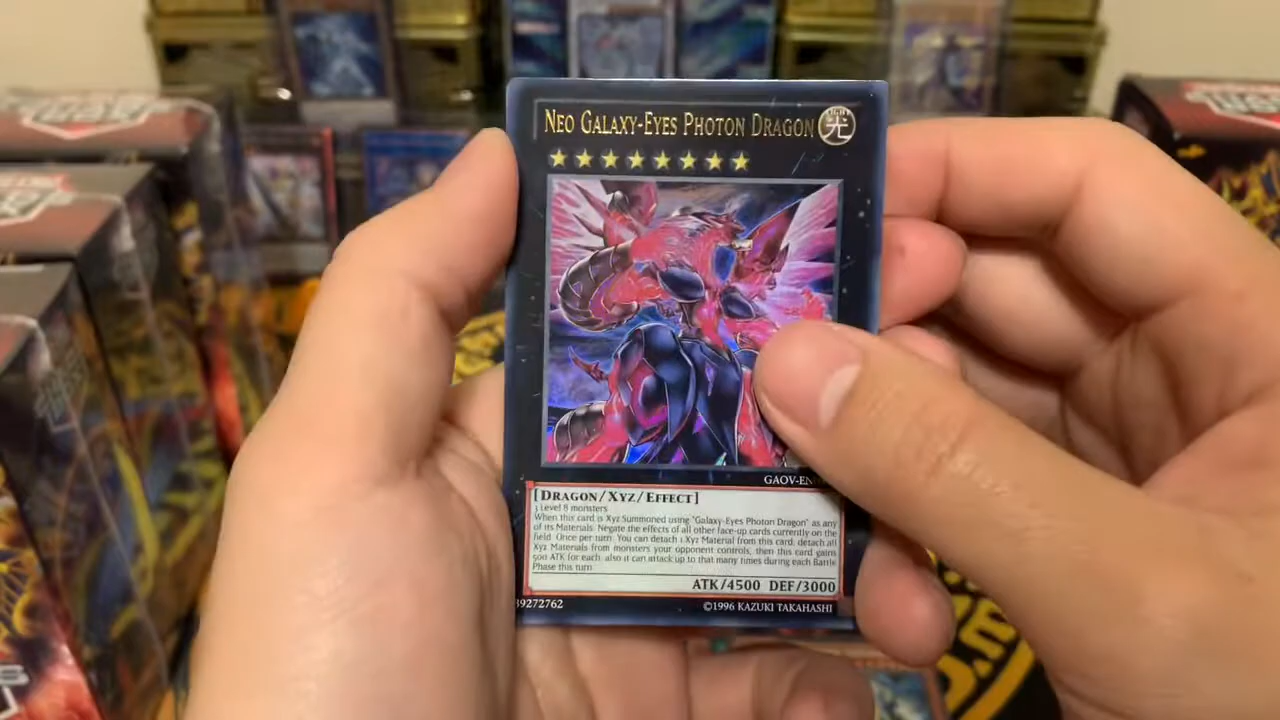 NEO GALAXY-EYES PHOTON DRAGON
LIGHT
光
GAOV-EN
[DRAGON/XYZ/EFFECT]
3 Level 8 monsters
When this card is Xyz Summoned using "Galaxy-Eyes Photon Dragon" as any
of its Materials: Negate the effects of all other face-up cards currently on the
field. Once per turn: You can detach 1 Xyz Material from this card; detach all
Xyz Materials from monsters your opponent controls, then this card gains
500 ATK for each, also it can attack up to that many times during each Battle
Phase this turn.
ATK/4500 DEF/3000
39272762
©1996 KAZUKI TAKAHASHI